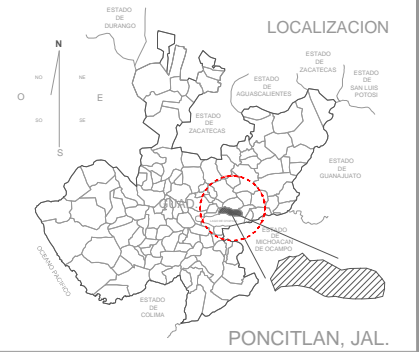 LOCALIZACION
ESTADO
DE
DURANGO
N
NO
NE
O
E
SO
SE
S
ESTADO
DE
ZACATECAS
ESTADO
DE
AGUASCALIENTES
ESTADO
DE
SAN LUIS
POTOSI
ESTADO
DE
ZACATECAS
ESTADO
DE
GUANAJUATO
GUAD
ESTADO
DE
MICHOACAN
DE OCAMPO
OCEANO PACIFICO
ESTADO
DE
COLIMA
PONCITLAN, JAL.